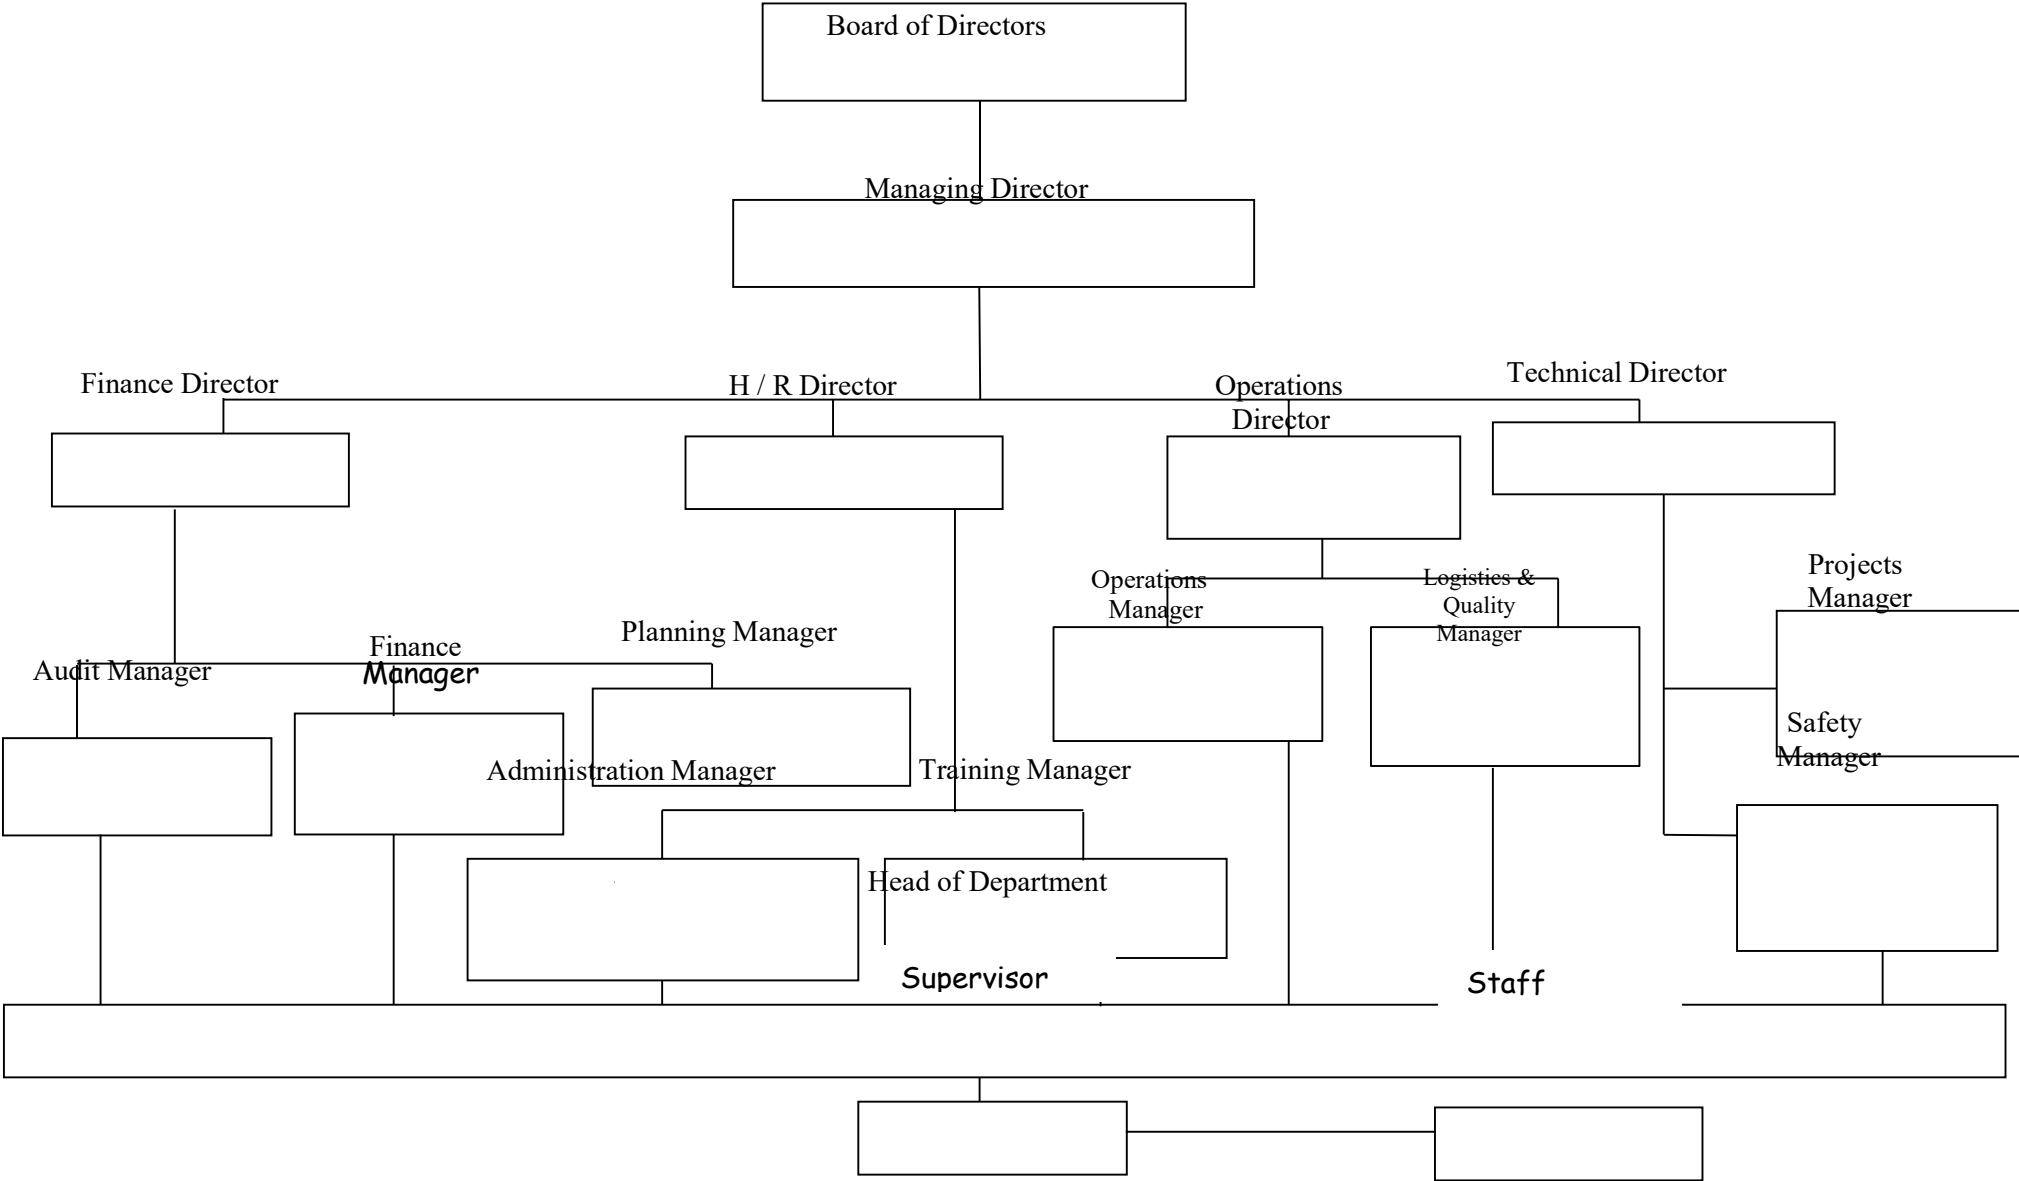 Board of Directors
Managing Director
Finance Director
H / R Director
Operations
Director
Technical Director
Projects
Manager
Operations
Manager
Logistics &
Quality
Manager
Planning Manager
Finance
Manager
Audit Manager
Safety
Manager
Administration Manager
Training Manager
Head of Department
Supervisor
Staff